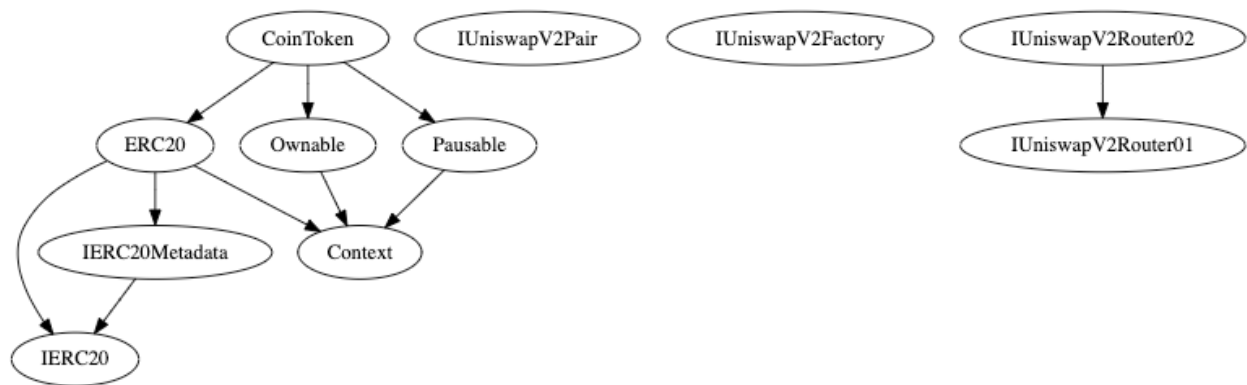 CoinToken
IUniswapV2Pair
IUniswapV2Factory
IUniswapV2Router02
ERC20
Ownable
Pausable
IUniswapV2Router01
IERC20Metadata
Context
IERC20